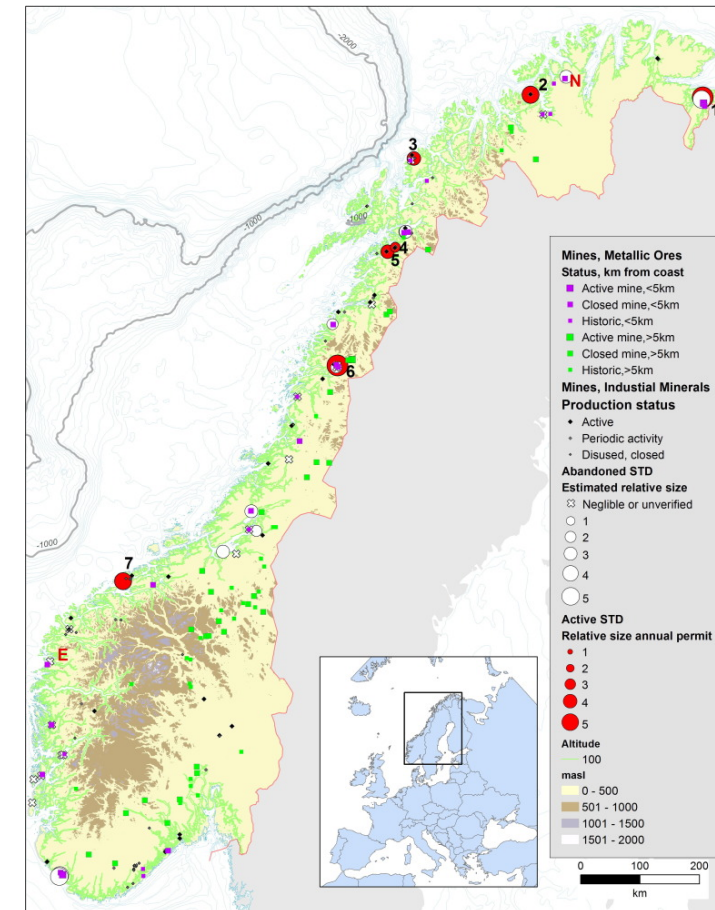 -2000
2
N
1
3
-1000
-1000
4
5
6
-1000
7
E
Mines, Metallic Ores
Status, km from coast
Active mine,<5km
Closed mine,<5km
Historic,<5km
Active mine,>5km
Closed mine,>5km
Historic,>5km
Mines, Industial Minerals
Production status
Active
Periodic activity
Disused, closed
Abandoned STD
Estimated relative size
Neglible or unverified
1
2
3
4
5
Active STD
Relative size annual permit
1
2
3
4
5
Altitude
100
masl
0 - 500
501 - 1000
1001 - 1500
1501 - 2000
0 100 200
km